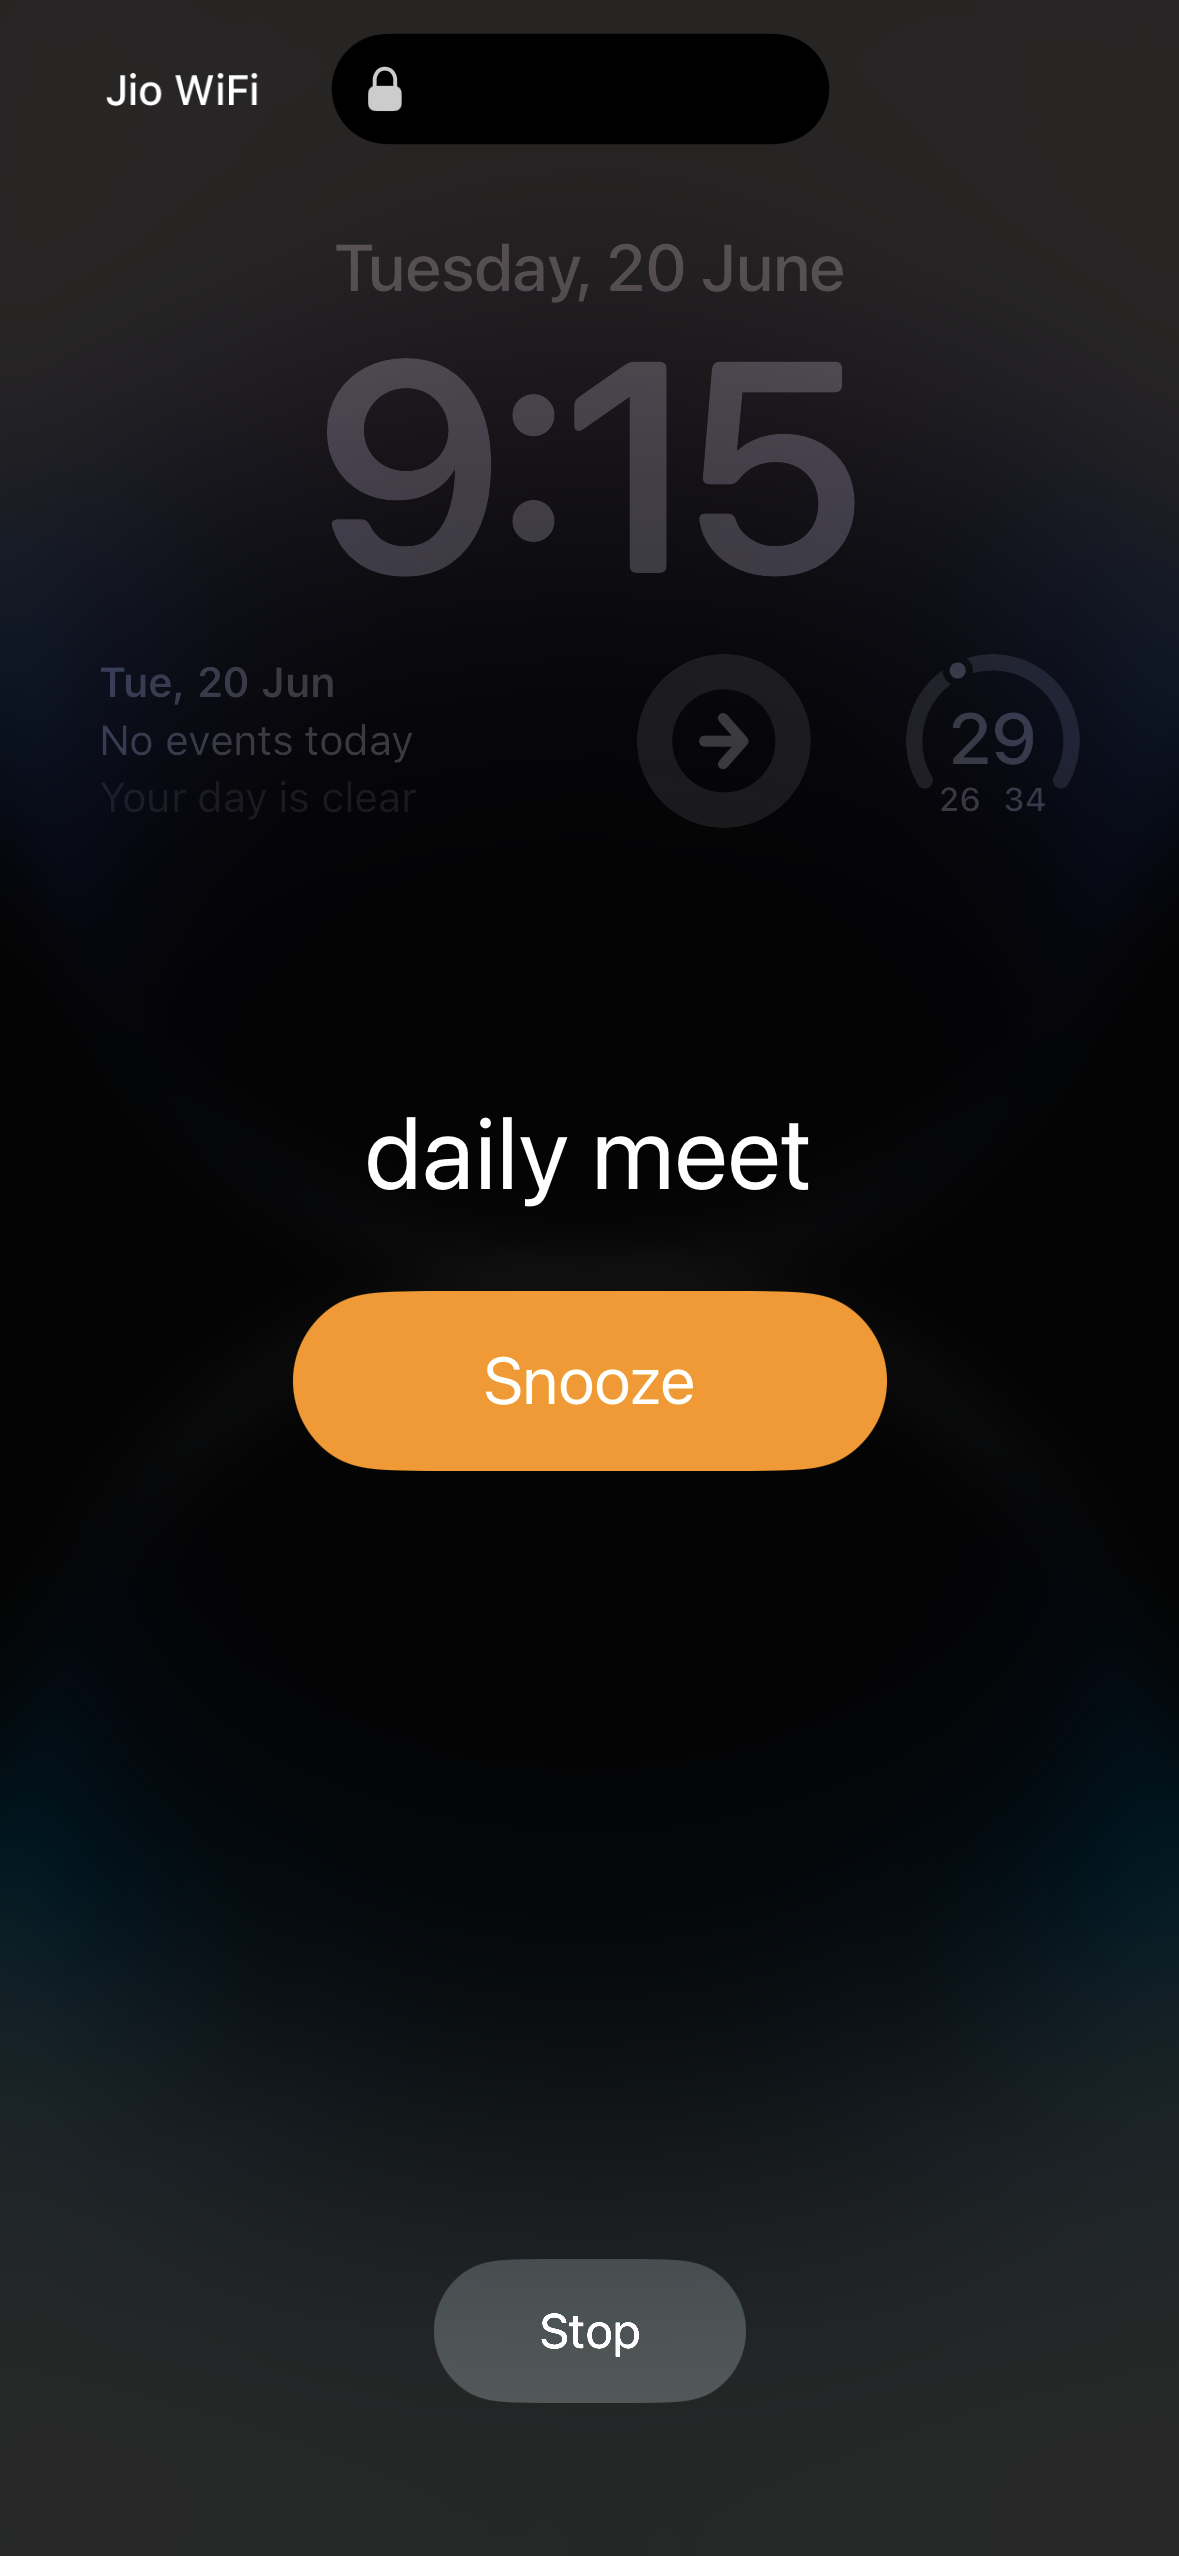 Jio WiFi
Tuesday, 20 June
9:15
Tue, 20 Jun
No events today
Your day is clear
29
26 34
daily meet
Snooze
Stop